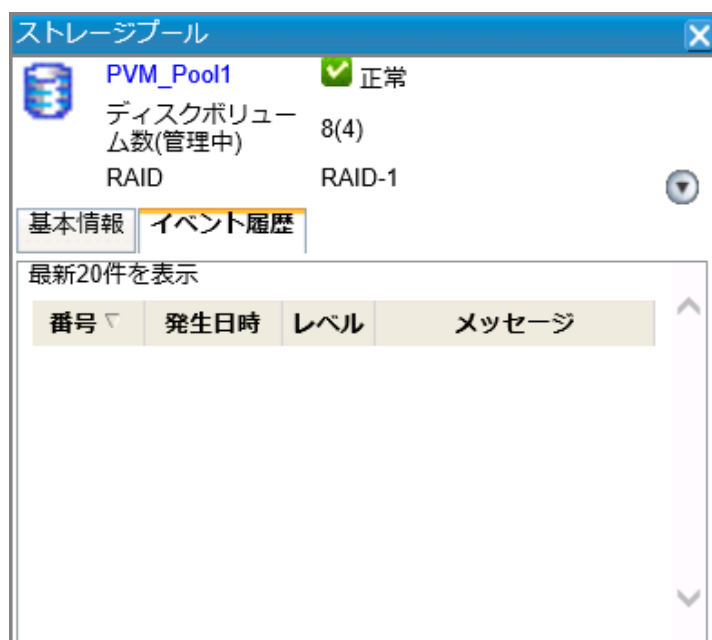 ストレージプール
PVM_Pool1 正常
ディスクボリュー
ム数(管理中) 8(4)
RAID RAID-1
基本情報 イベント履歴
最新20件を表示
番号 発生日時 レベル メッセージ